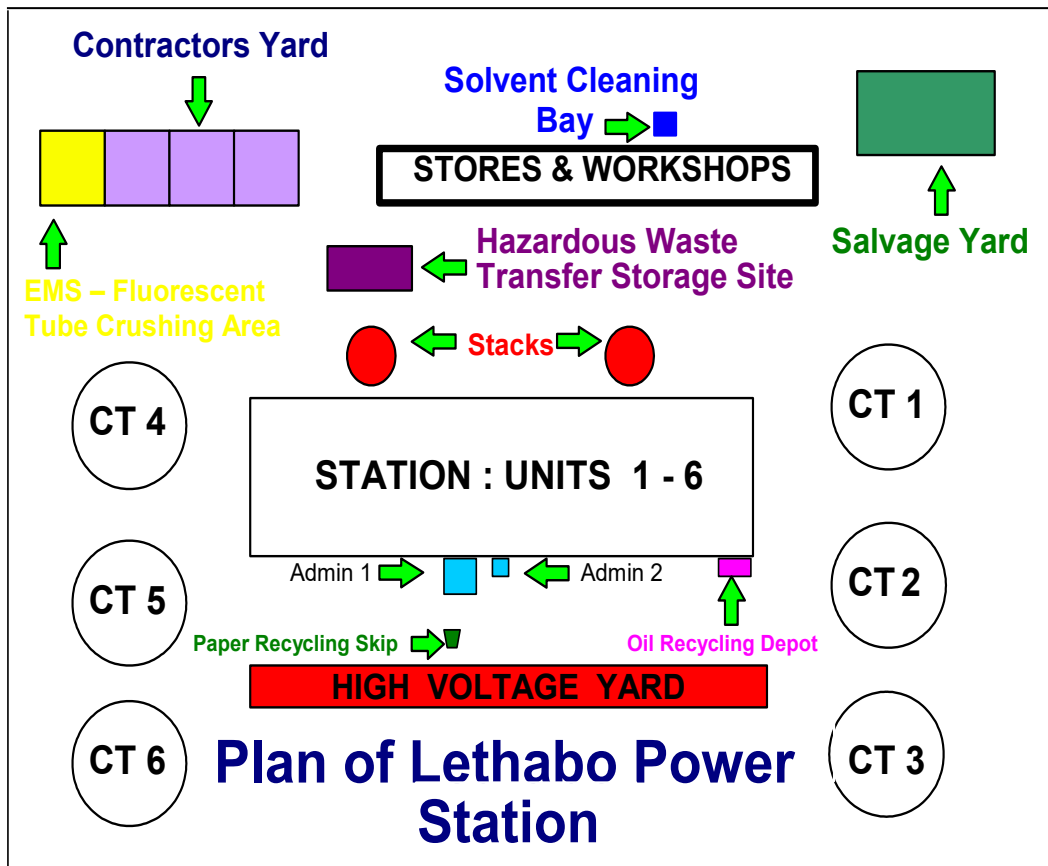 Contractors Yard
Solvent Cleaning
Bay
STORES & WORKSHOPS
Salvage Yard
Hazardous Waste
Transfer Storage Site
EMS – Fluorescent
Tube Crushing Area
Stacks
CT 4
CT 1
STATION : UNITS 1 - 6
Admin 1
Admin 2
CT 5
CT 2
Paper Recycling Skip
Oil Recycling Depot
HIGH VOLTAGE YARD
CT 6
CT 3
Plan of Lethabo Power
Station